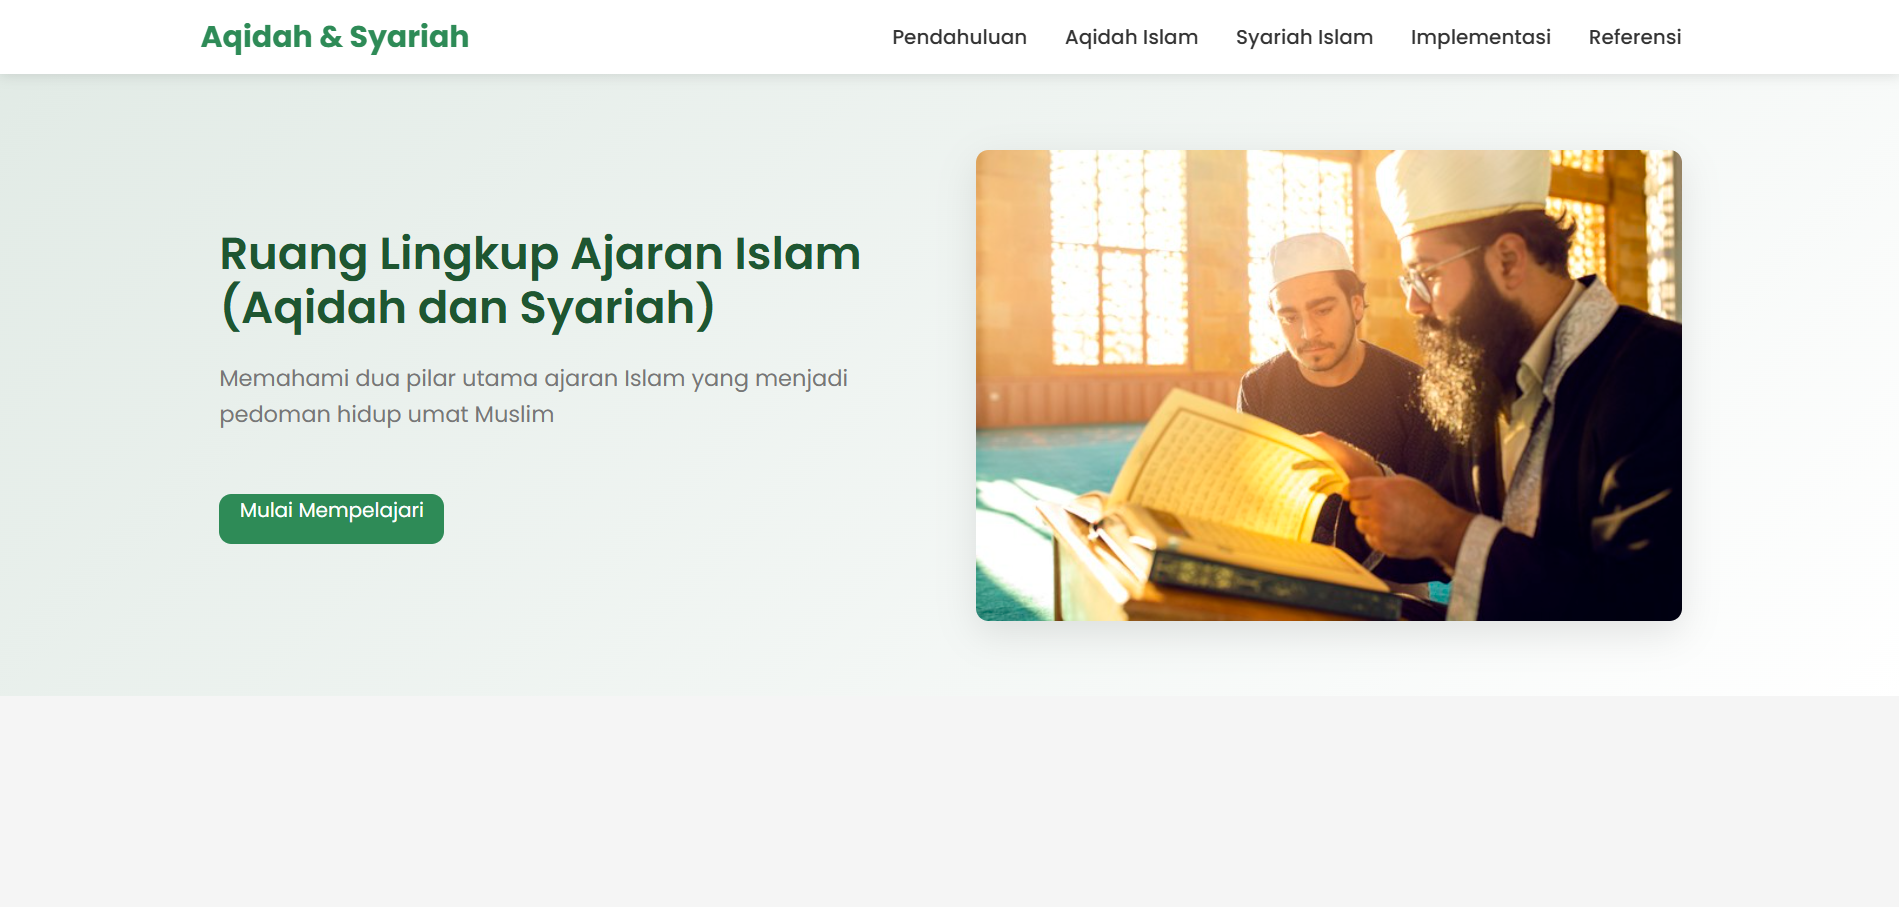 Aqidah & Syariah
Pendahuluan
Aqidah Islam
Syariah Islam
Implementasi
Referensi
Ruang Lingkup Ajaran Islam
(Aqidah dan Syariah)
Memahami dua pilar utama ajaran Islam yang menjadi
pedoman hidup umat Muslim
Mulai Mempelajari